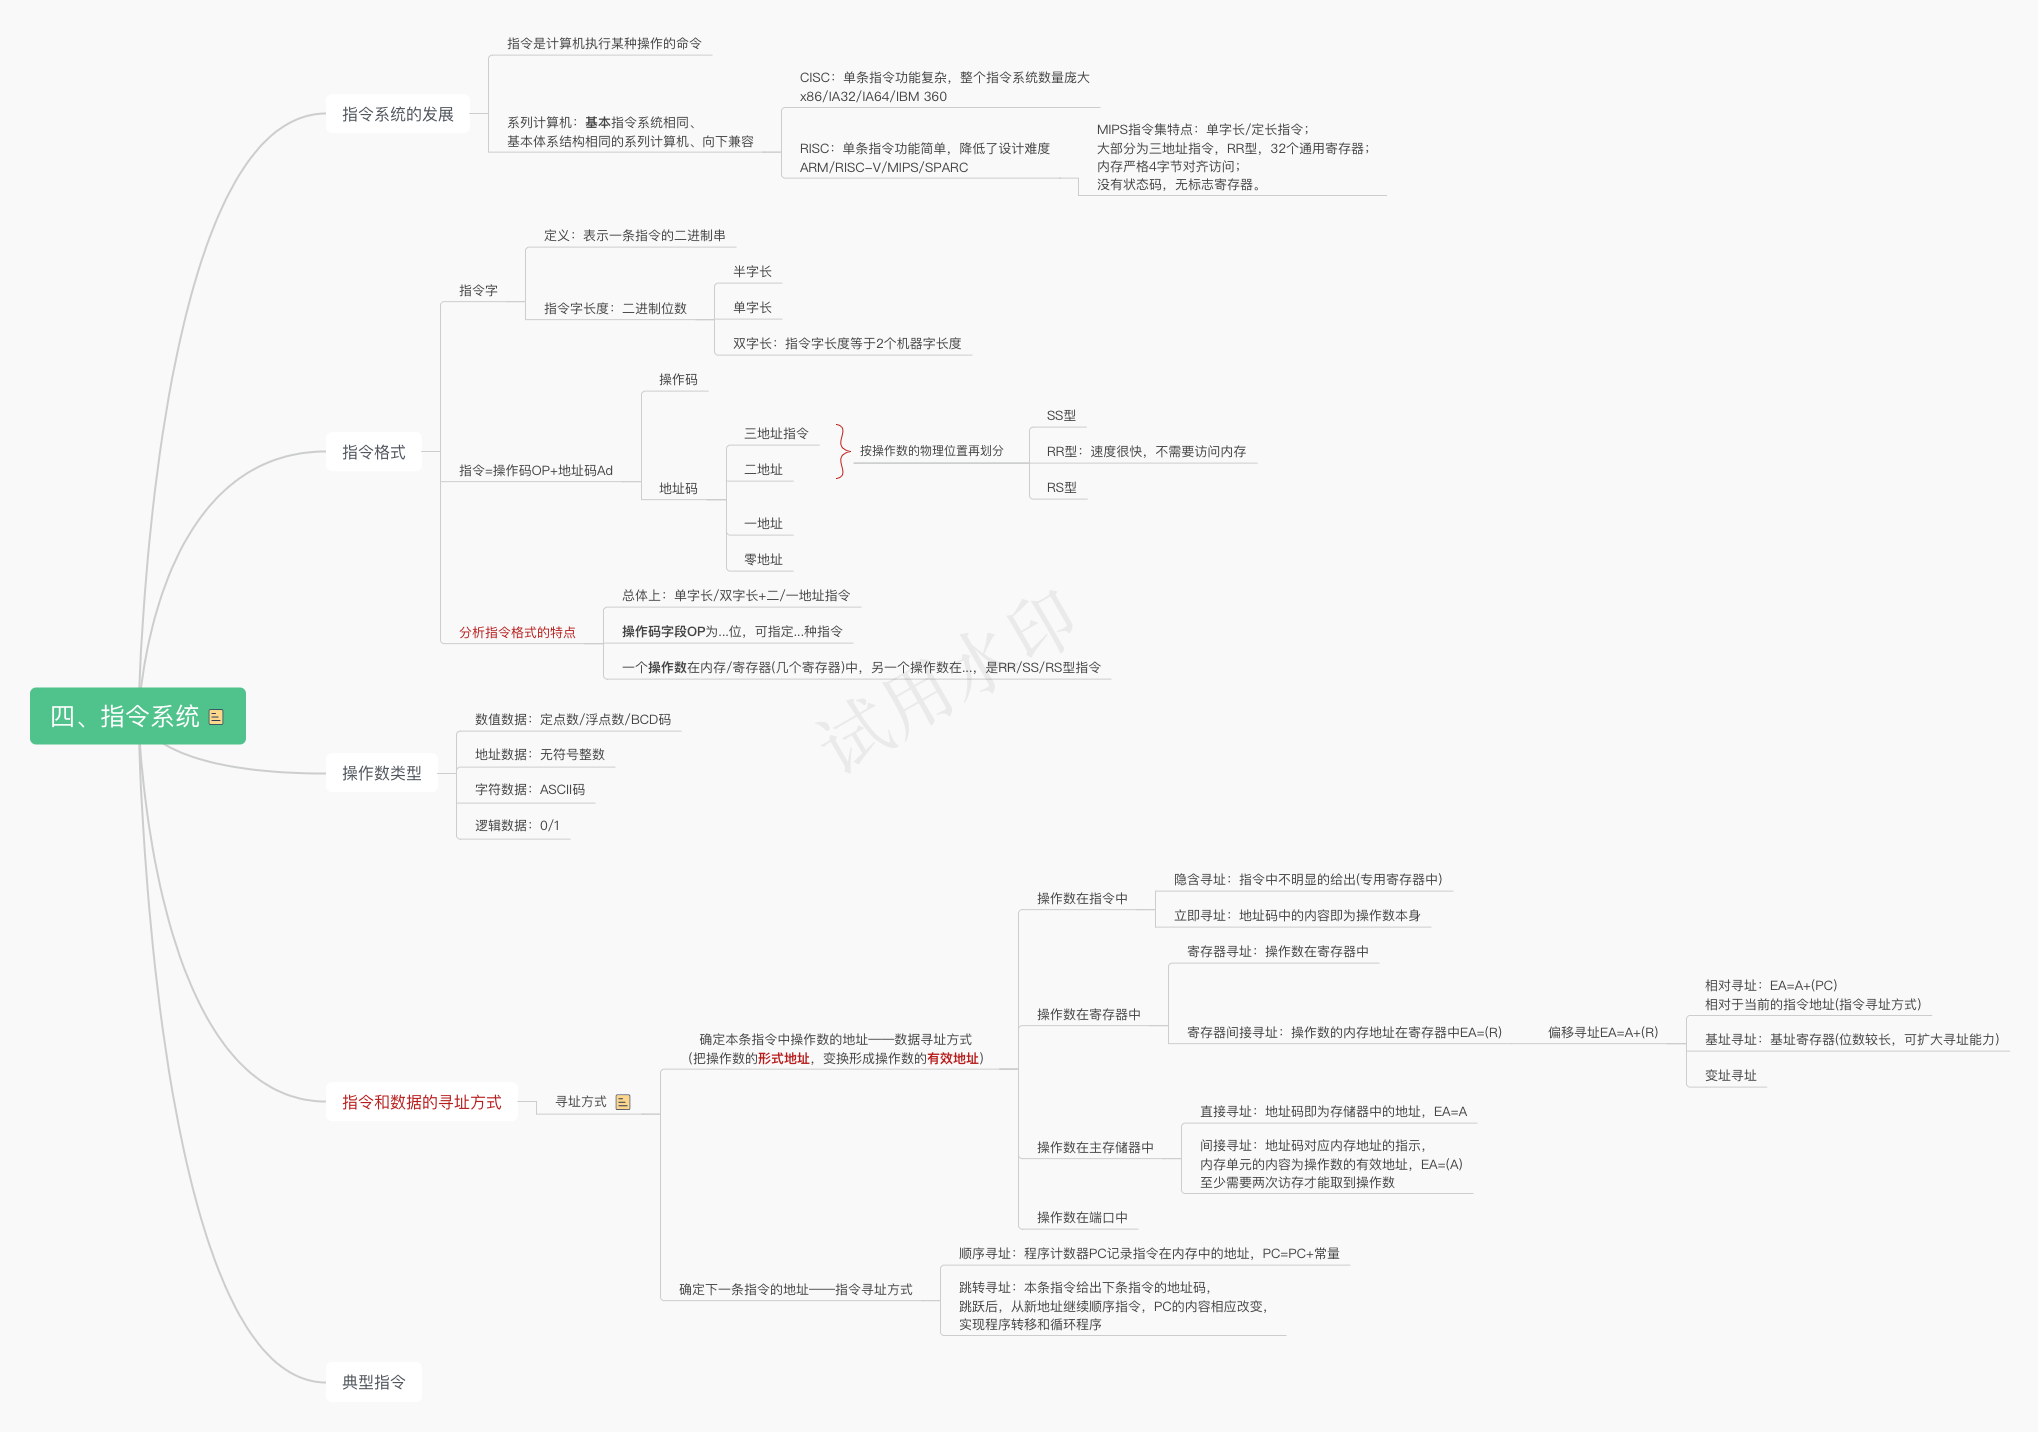 四、指令系统
指令系统的发展
指令是计算机执行某种操作的命令
系列计算机：基本指令系统相同、
基本体系结构相同的系列计算机、向下兼容
CISC：单条指令功能复杂，整个指令系统数量庞大
x86/IA32/IA64/IBM 360
RISC：单条指令功能简单，降低了设计难度
ARM/RISC-V/MIPS/SPARC
MIPS指令集特点：单字长/定长指令；
大部分为三地址指令，RR型，32个通用寄存器；
内存严格4字节对齐访问；
没有状态码，无标志寄存器。
指令格式
指令字
定义：表示一条指令的二进制串
指令字长度：二进制位数
半字长
单字长
双字长：指令字长度等于2个机器字长度
指令=操作码OP+地址码Ad
操作码
地址码
三地址指令
二地址
一地址
零地址
按操作数的物理位置再划分
SS型
RR型：速度很快，不需要访问内存
RS型
分析指令格式的特点
总体上：单字长/双字长+二/一地址指令
操作码字段OP为...位，可指定...种指令
一个操作数在内存/寄存器(几个寄存器)中，另一个操作数在...，是RR/SS/RS型指令
操作数类型
数值数据：定点数/浮点数/BCD码
地址数据：无符号整数
字符数据：ASCII码
逻辑数据：0/1
指令和数据的寻址方式
寻址方式
确定本条指令中操作数的地址——数据寻址方式
(把操作数的形式地址，变换形成操作数的有效地址)
操作数在指令中
隐含寻址：指令中不明显的给出(专用寄存器中)
立即寻址：地址码中的内容即为操作数本身
操作数在寄存器中
寄存器寻址：操作数在寄存器中
寄存器间接寻址：操作数的内存地址在寄存器中EA=(R)
偏移寻址EA=A+(R)
相对寻址：EA=A+(PC)
相对于当前的指令地址(指令寻址方式)
基址寻址：基址寄存器(位数较长，可扩大寻址能力)
变址寻址
操作数在主存储器中
直接寻址：地址码即为存储器中的地址，EA=A
间接寻址：地址码对应内存地址的指示，
内存单元的内容为操作数的有效地址，EA=(A)
至少需要两次访存才能取到操作数
操作数在端口中
确定下一条指令的地址——指令寻址方式
顺序寻址：程序计数器PC记录指令在内存中的地址，PC=PC+常量
跳转寻址：本条指令给出下条指令的地址码，
跳跃后，从新地址继续顺序指令，PC的内容相应改变，
实现程序转移和循环程序
典型指令
试用水印